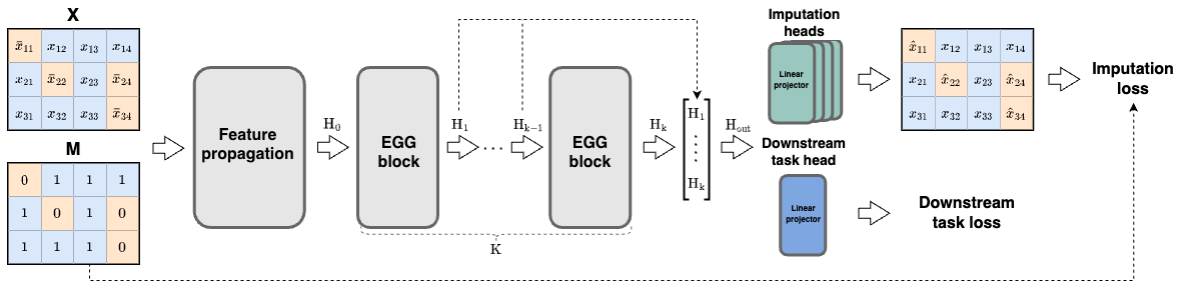 X
x̄₁₁ x₁₂ x₁₃ x₁₄
x₂₁ x̄₂₂ x₂₃ x̄₂₄
x₃₁ x₃₂ x₃₃ x̄₃₄
M
0 1 1 1
1 0 1 0
1 1 1 0
Feature
propagation
H₀
EGG
block
H₁
...
Hₖ₋₁
EGG
block
K
Hₖ
H₁
⋮
Hₖ
H_out
Imputation
heads
Linear
projector
Downstream
task head
Linear
projector
x̂₁₁ x₁₂ x₁₃ x₁₄
x₂₁ x̂₂₂ x₂₃ x̂₂₄
x₃₁ x₃₂ x₃₃ x̂₃₄
Imputation
loss
Downstream
task loss